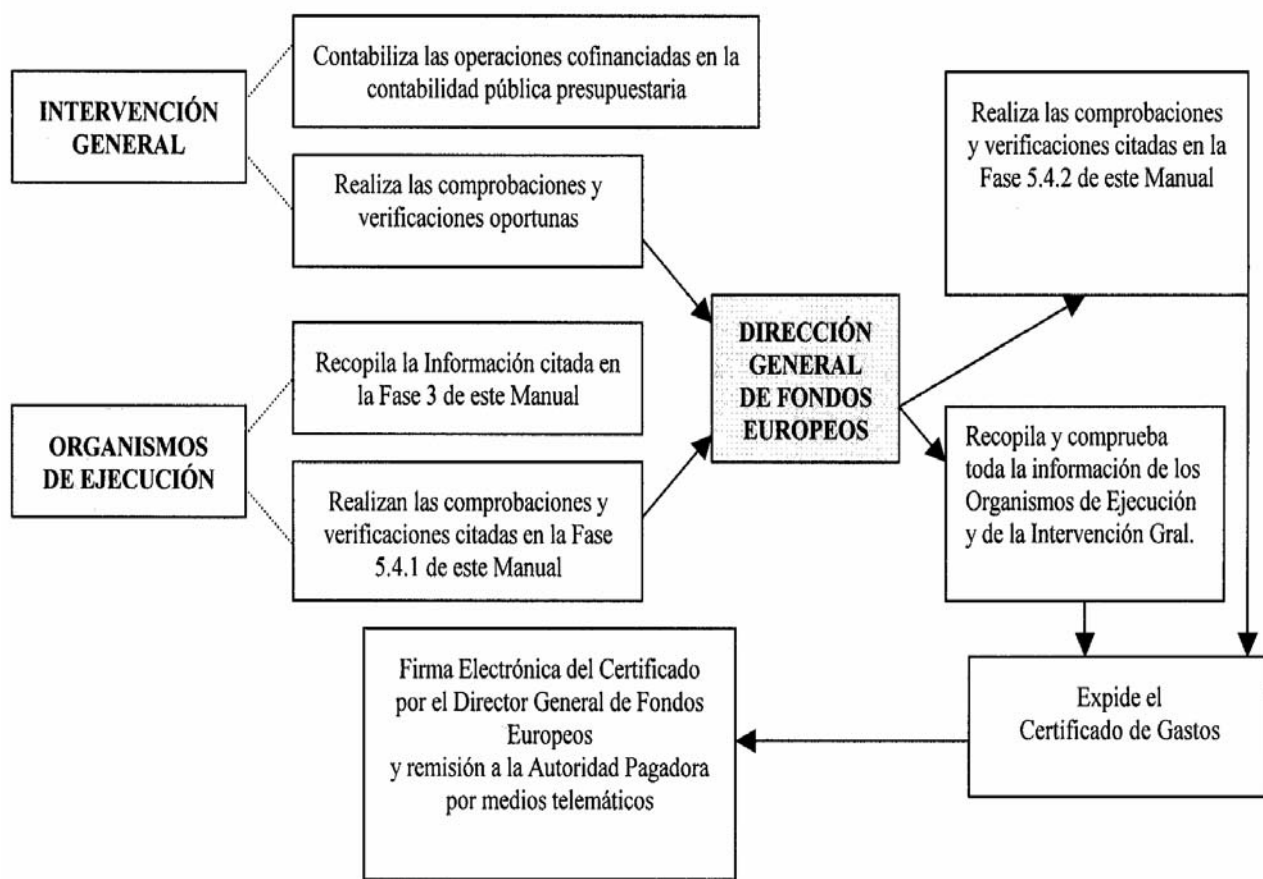 Contabiliza las operaciones cofinanciadas en la
contabilidad pública presupuestaria
INTERVENCIÓN
GENERAL
Realiza las comprobaciones y
verificaciones oportunas
Realiza las comprobaciones
y verificaciones citadas en la
Fase 5.4.2 de este Manual
Recopila la Información citada en
la Fase 3 de este Manual
ORGANISMOS
DE EJECUCIÓN
Realizan las comprobaciones y
verificaciones citadas en la Fase
5.4.1 de este Manual
DIRECCIÓN
GENERAL
DE FONDOS
EUROPEOS
Recopila y comprueba
toda la información de los
Organismos de Ejecución
y de la Intervención Gral.
Expide el
Certificado de Gastos
Firma Electrónica del Certificado
por el Director General de Fondos
Europeos
y remisión a la Autoridad Pagadora
por medios telemáticos